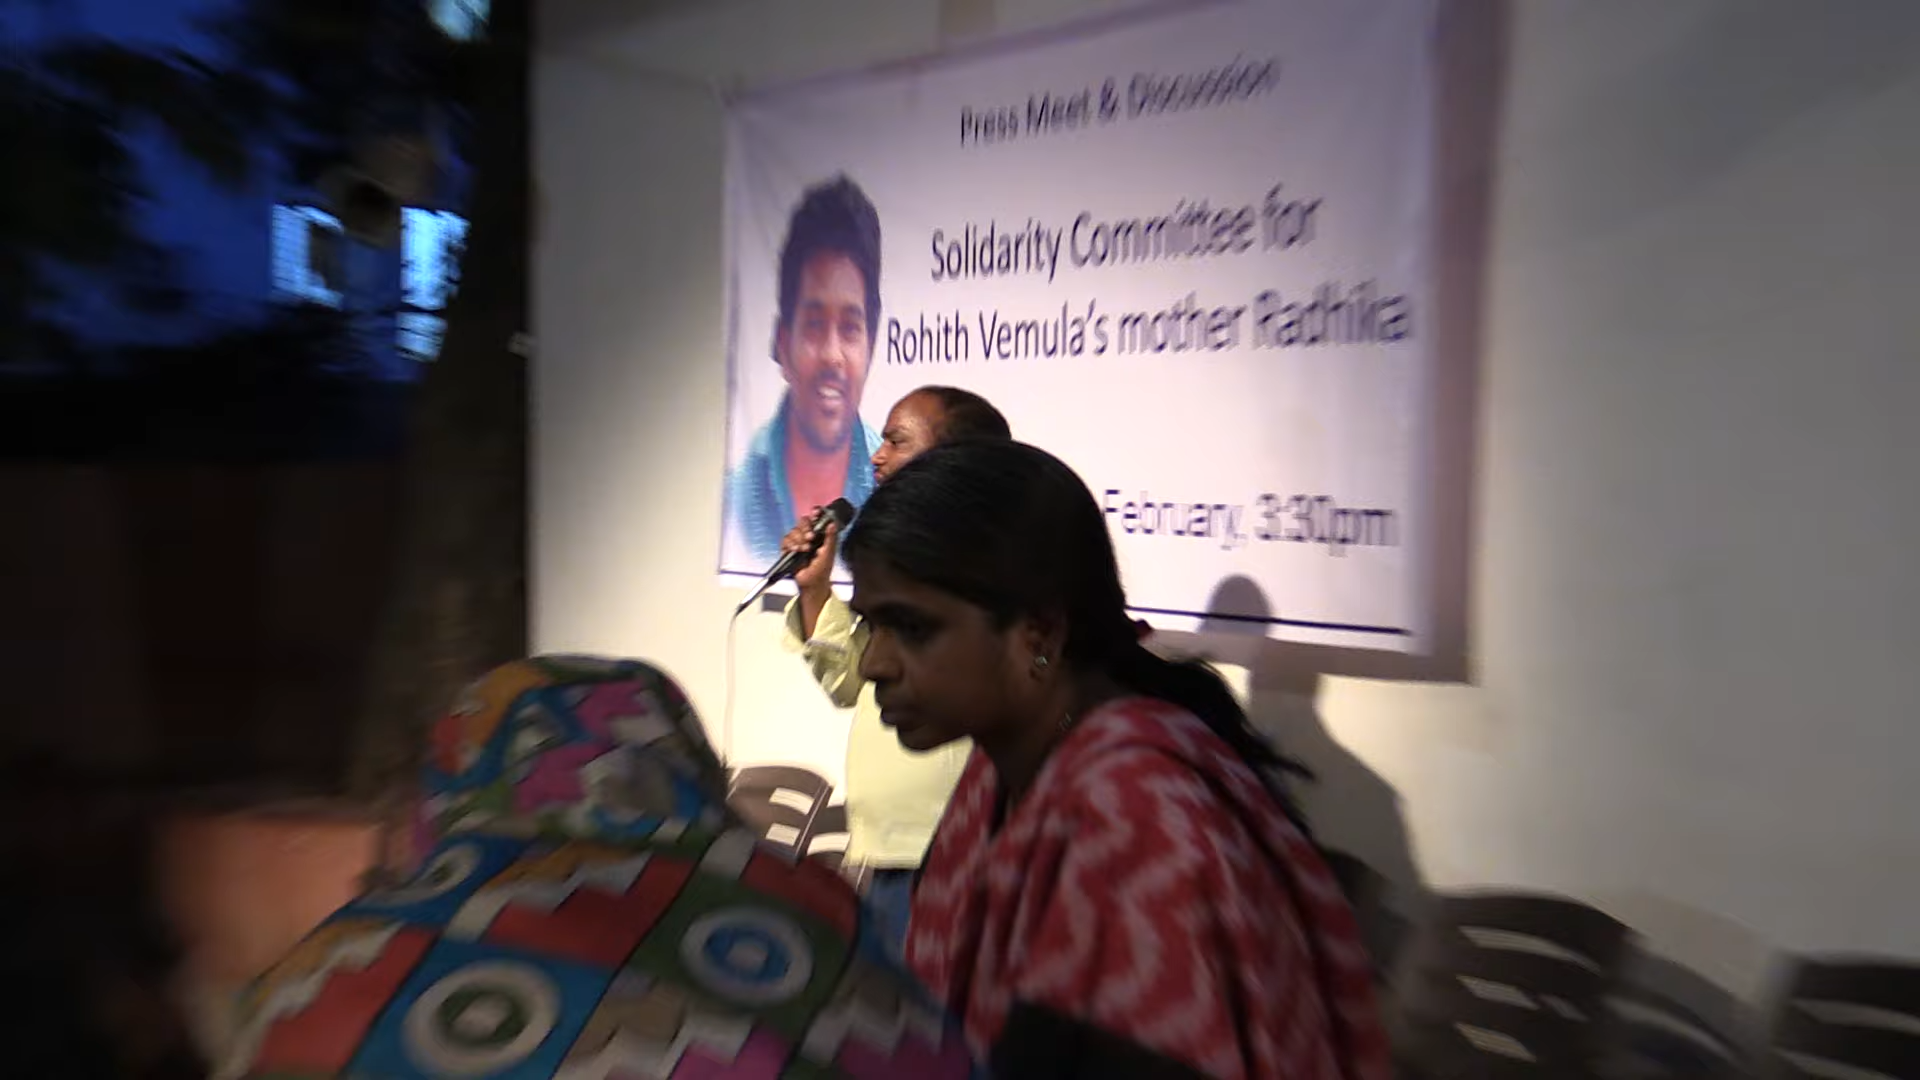 Press Meet & Discussion
Solidarity Committee for
Rohith Vemula's mother Radhika
February, 3:30pm